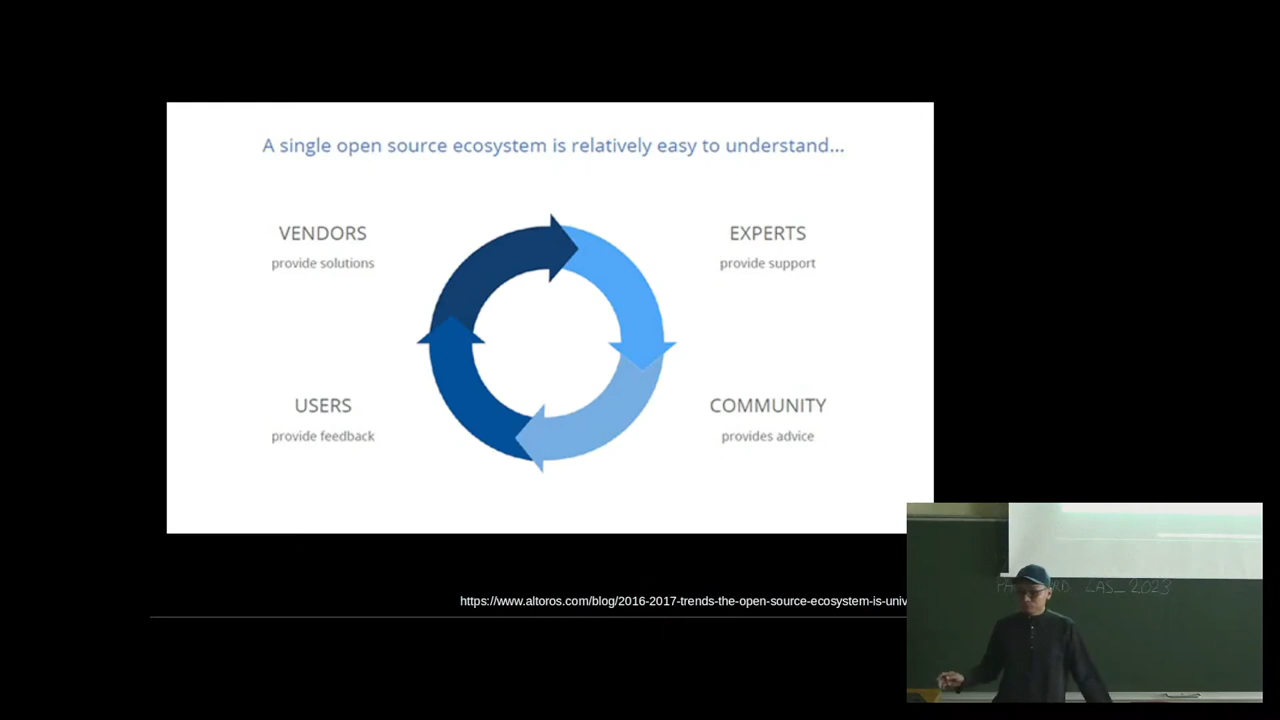 A single open source ecosystem is relatively easy to understand...
VENDORS
provide solutions
EXPERTS
provide support
USERS
provide feedback
COMMUNITY
provides advice
https://www.altoros.com/blog/2016-2017-trends-the-open-source-ecosystem-is-univ
LAS_2023